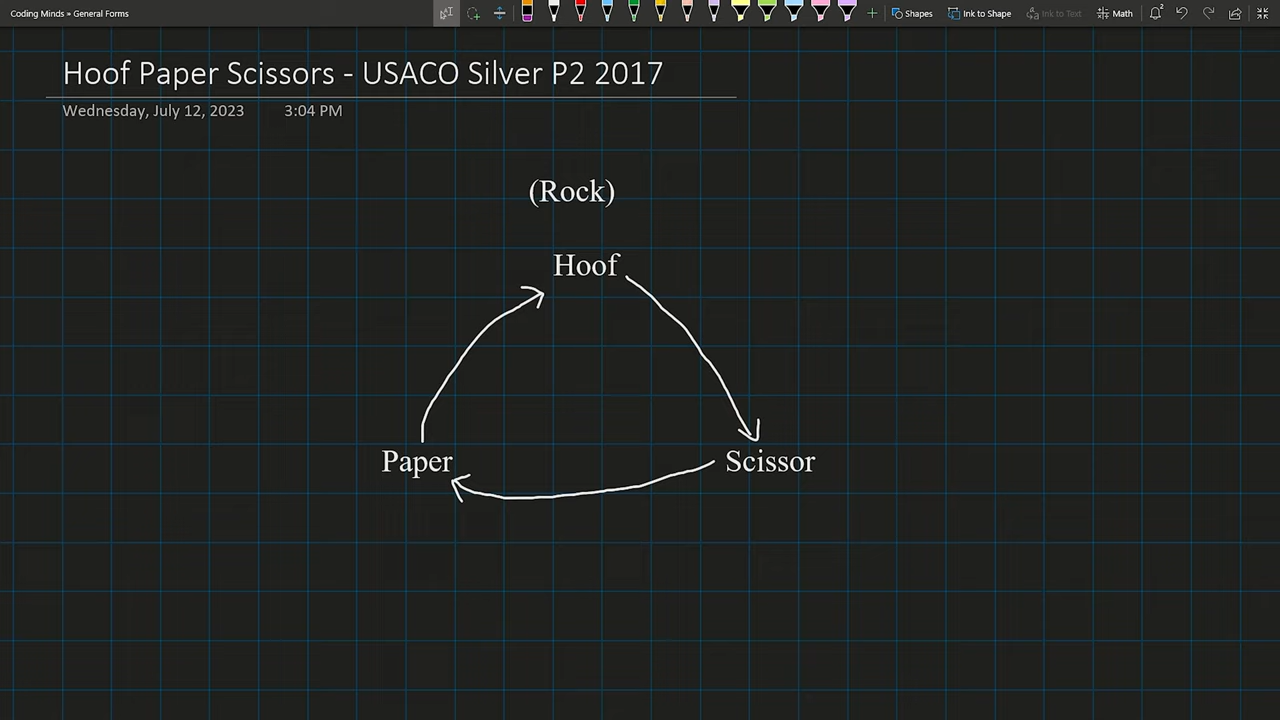 Coding Minds » General Forms
Shapes
Ink to Shape
Ink to Text
Math
Hoof Paper Scissors - USACO Silver P2 2017
Wednesday, July 12, 2023 3:04 PM
(Rock)
Hoof
Paper
Scissor